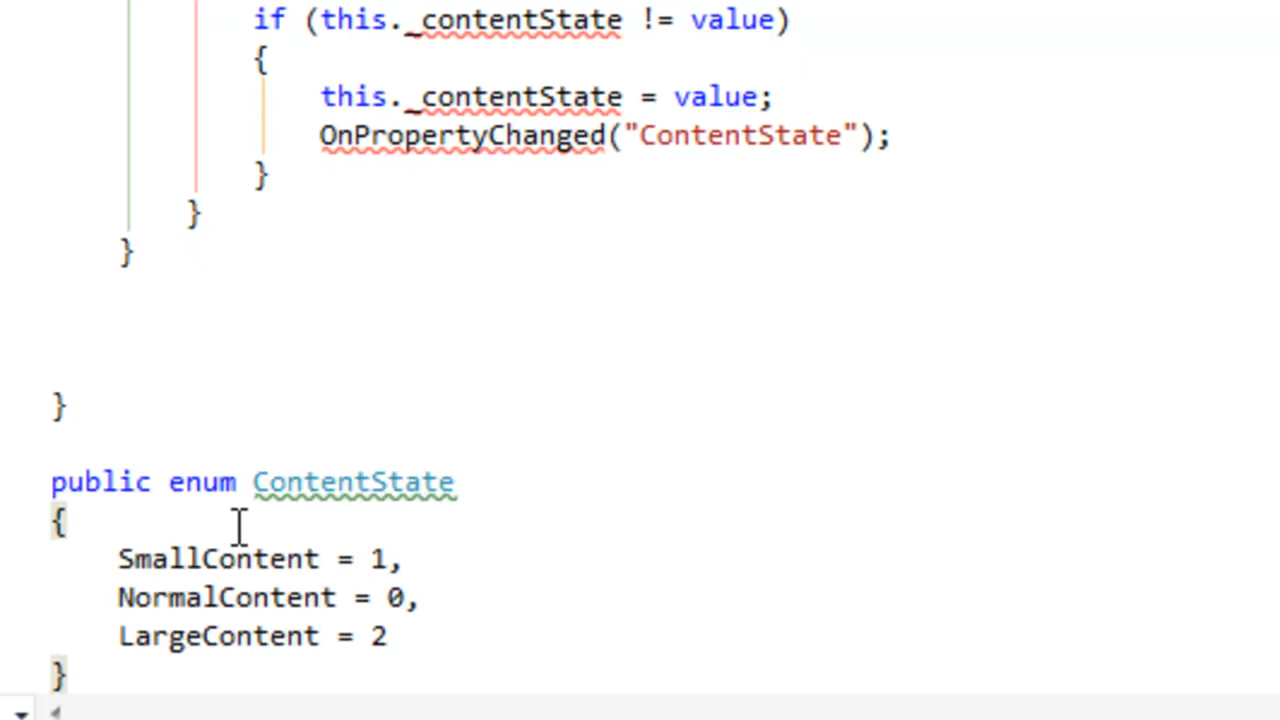 if (this._contentState != value)
{
this._contentState = value;
OnPropertyChanged("ContentState");
}
}
}
}
public enum ContentState
{
SmallContent = 1,
NormalContent = 0,
LargeContent = 2
}